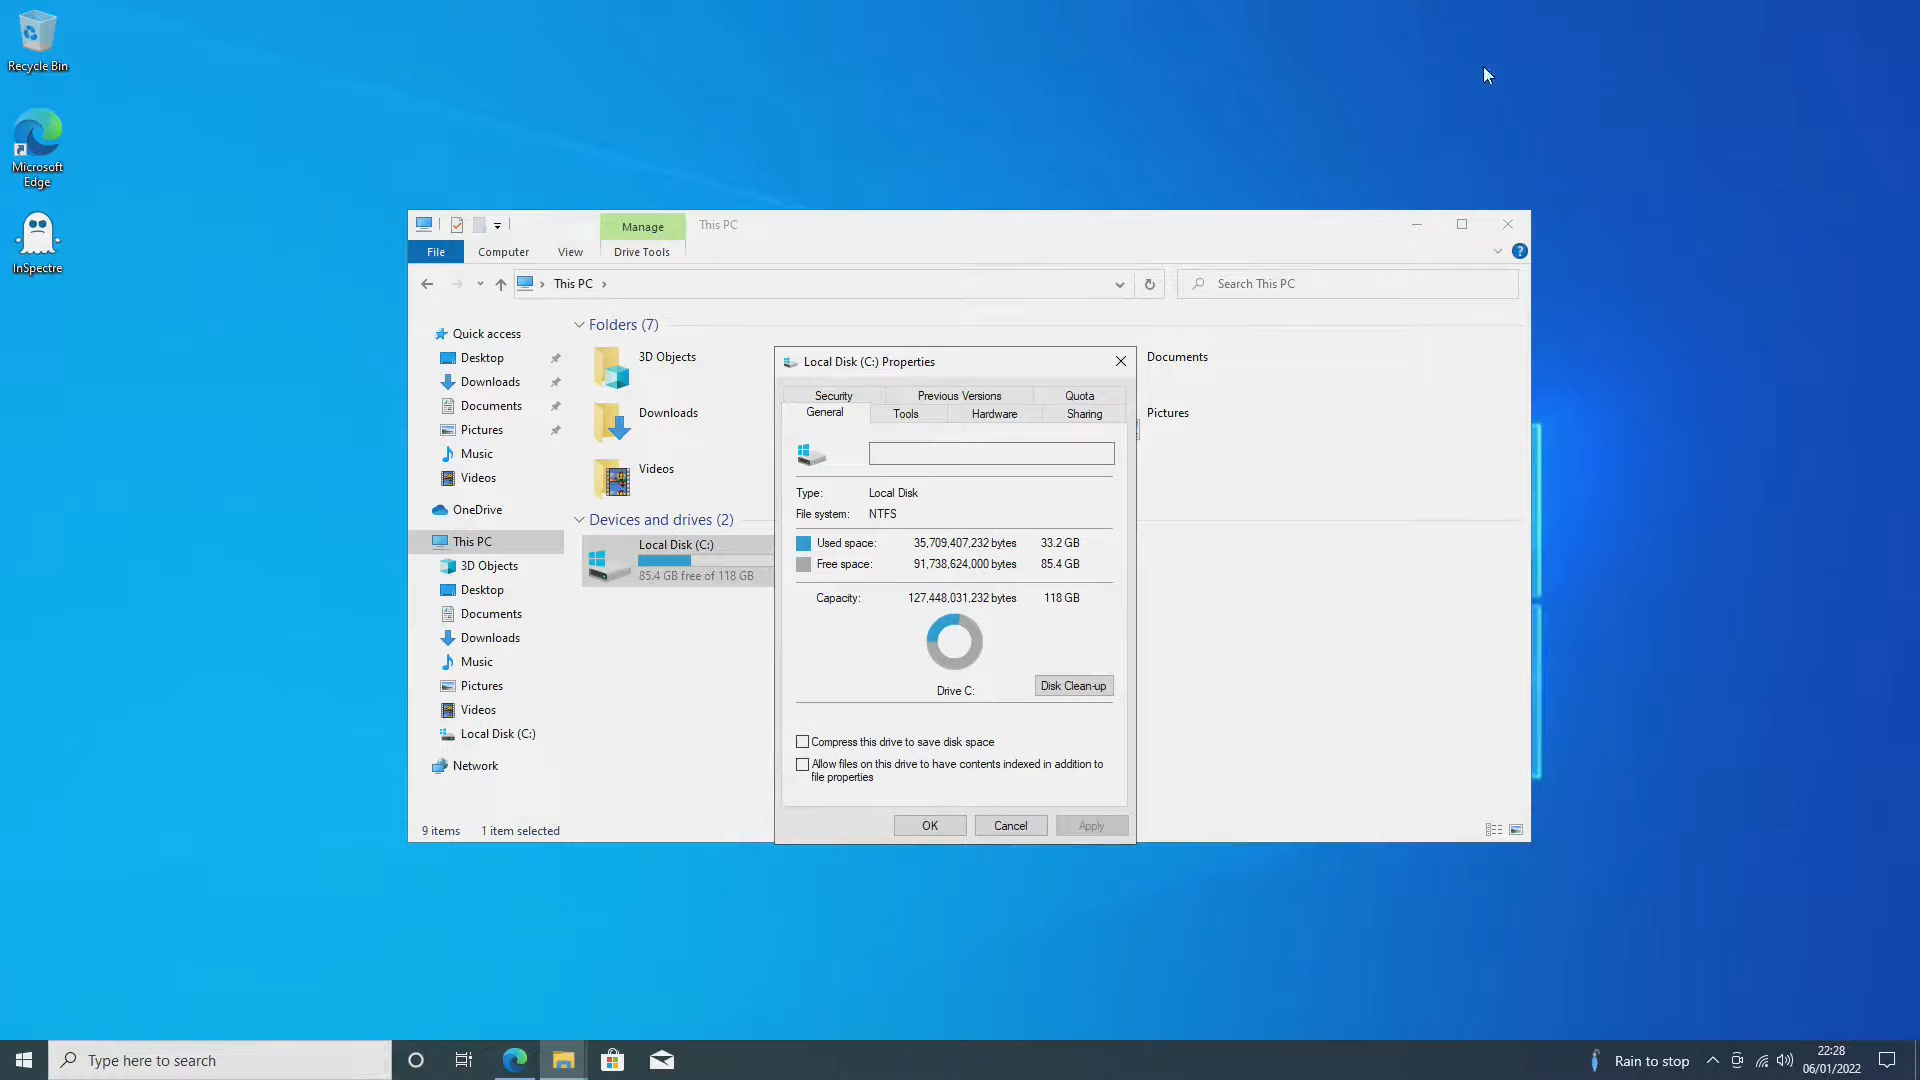 Recycle Bin
Microsoft
Edge
InSpectre
Manage
This PC
File
Computer
View
Drive Tools
This PC
Search This PC
Quick access
Desktop
Downloads
Documents
Pictures
Music
Videos
OneDrive
This PC
3D Objects
Desktop
Documents
Downloads
Music
Pictures
Videos
Local Disk (C:)
Network
Folders (7)
3D Objects
Downloads
Videos
Documents
Pictures
Devices and drives (2)
Local Disk (C:)
85.4 GB free of 118 GB
9 items
1 item selected
Local Disk (C:) Properties
Security
Previous Versions
Quota
General
Tools
Hardware
Sharing
Type: Local Disk
File system: NTFS
Used space: 35,709,407,232 bytes 33.2 GB
Free space: 91,738,624,000 bytes 85.4 GB
Capacity: 127,448,031,232 bytes 118 GB
Drive C:
Disk Clean-up
Compress this drive to save disk space
Allow files on this drive to have contents indexed in addition to
file properties
OK
Cancel
Apply
Type here to search
Rain to stop
22:28
06/01/2022